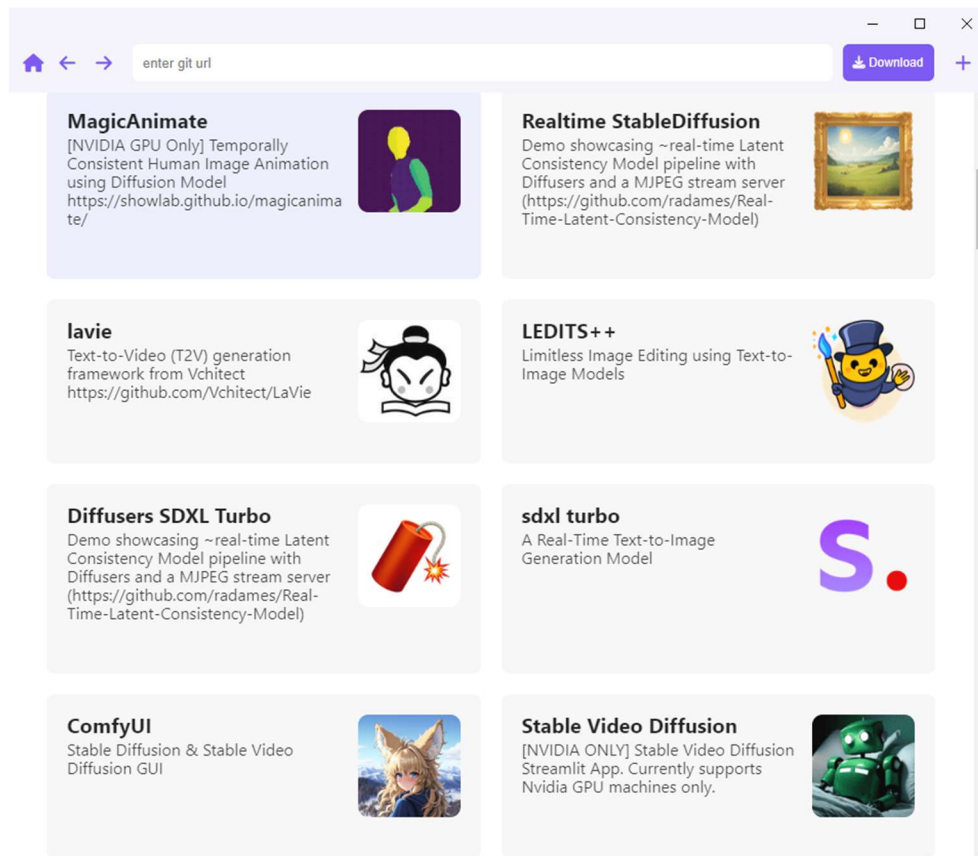 enter git url
Download
MagicAnimate
[NVIDIA GPU Only] Temporally
Consistent Human Image Animation
using Diffusion Model
https://showlab.github.io/magicanima
te/
Realtime StableDiffusion
Demo showcasing ~real-time Latent
Consistency Model pipeline with
Diffusers and a MJPEG stream server
(https://github.com/radames/Real-
Time-Latent-Consistency-Model)
lavie
Text-to-Video (T2V) generation
framework from Vchitect
https://github.com/Vchitect/LaVie
LEDITS++
Limitless Image Editing using Text-to-
Image Models
Diffusers SDXL Turbo
Demo showcasing ~real-time Latent
Consistency Model pipeline with
Diffusers and a MJPEG stream server
(https://github.com/radames/Real-
Time-Latent-Consistency-Model)
sdxl turbo
A Real-Time Text-to-Image
Generation Model
S.
ComfyUI
Stable Diffusion & Stable Video
Diffusion GUI
Stable Video Diffusion
[NVIDIA ONLY] Stable Video Diffusion
Streamlit App. Currently supports
Nvidia GPU machines only.